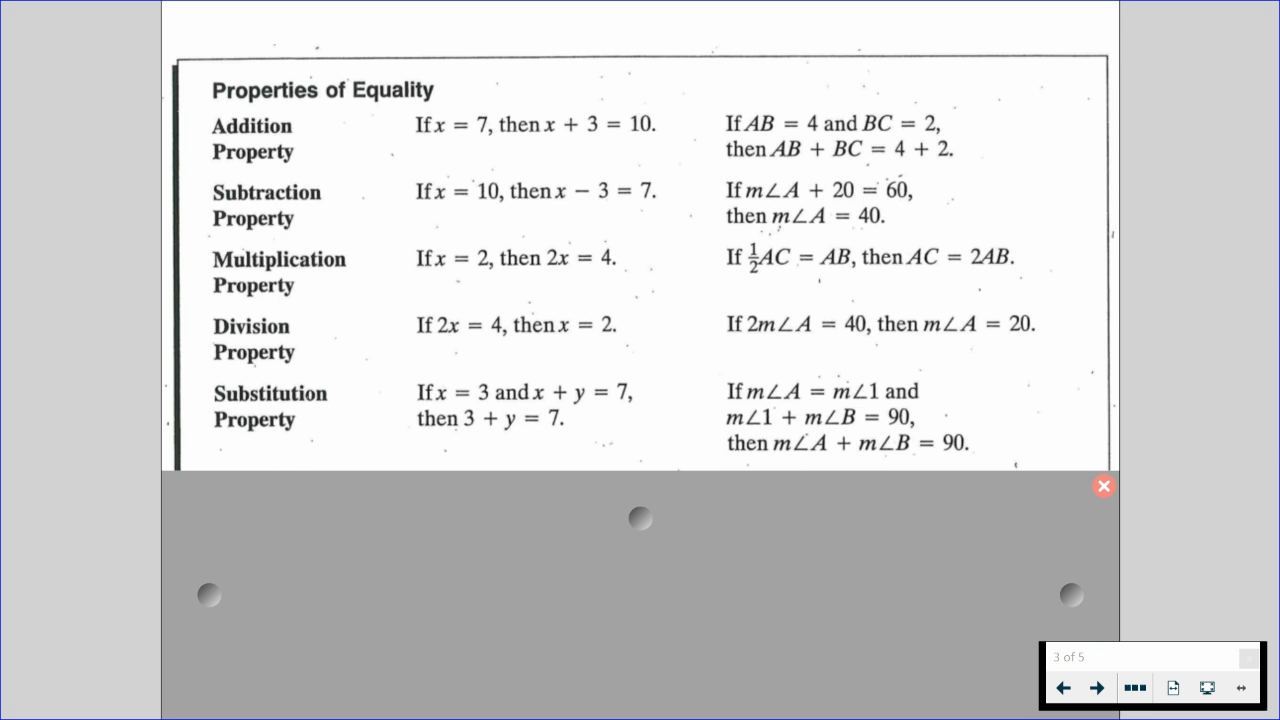 Properties of Equality
Addition Property
If x = 7, then x + 3 = 10.
If AB = 4 and BC = 2,
then AB + BC = 4 + 2.
Subtraction Property
If x = 10, then x − 3 = 7.
If m∠A + 20 = 60,
then m∠A = 40.
Multiplication Property
If x = 2, then 2x = 4.
If ½AC = AB, then AC = 2AB.
Division Property
If 2x = 4, then x = 2.
If 2m∠A = 40, then m∠A = 20.
Substitution Property
If x = 3 and x + y = 7,
then 3 + y = 7.
If m∠A = m∠1 and
m∠1 + m∠B = 90,
then m∠A + m∠B = 90.
3 of 5